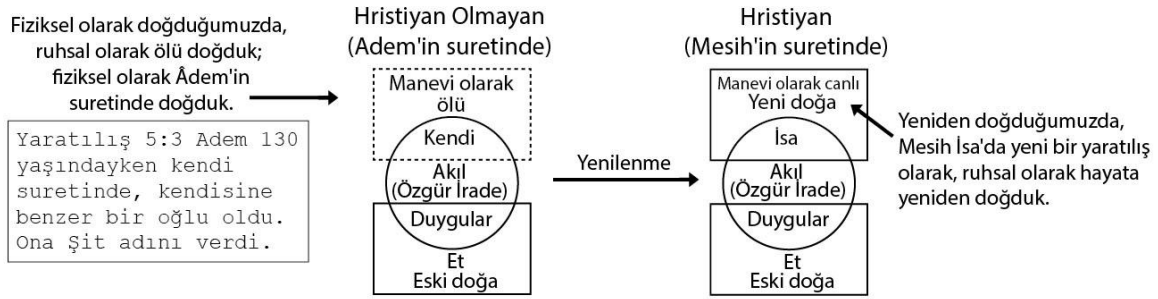 Fiziksel olarak doğduğumuzda,
ruhsal olarak ölü doğduk;
fiziksel olarak Âdem'in
suretinde doğduk.
Yaratılış 5:3 Adem 130
yaşındayken kendi
suretinde, kendisine
benzer bir oğlu oldu.
Ona Şit adını verdi.
Hristiyan Olmayan
(Adem'in suretinde)
Manevi olarak
ölü
Kendi
Akıl
(Özgür İrade)
Duygular
Et
Eski doğa
Yenilenme
Hristiyan
(Mesih'in suretinde)
Manevi olarak canlı
Yeni doğa
İsa
Akıl
(Özgür İrade)
Duygular
Et
Eski doğa
Yeniden doğduğumuzda,
Mesih İsa'da yeni bir yaratılış
olarak, ruhsal olarak hayata
yeniden doğduk.